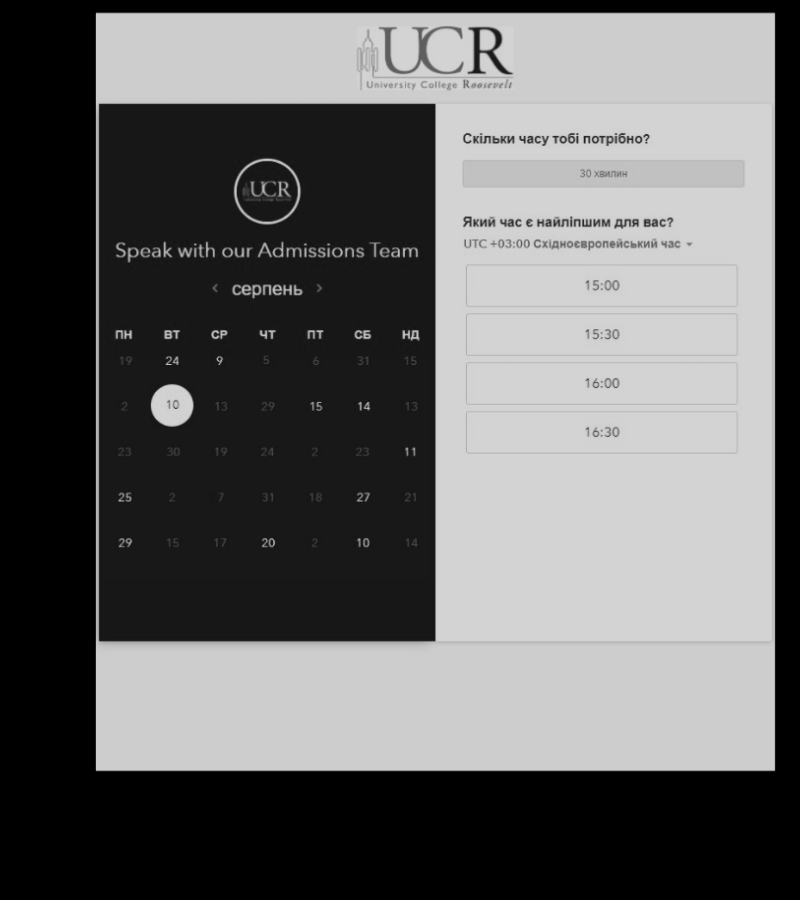 UCR
University College Roosevelt
UCR
Speak with our Admissions Team
‹ серпень ›
ПН ВТ СР ЧТ ПТ СБ НД
19 24 9 5 6 31 15
2 10 13 29 15 14 13
23 30 19 24 2 23 11
25 2 7 31 18 27 21
29 15 17 20 2 10 14
Скільки часу тобі потрібно?
30 хвилин
Який час є найліпшим для вас?
UTC +03:00 Східноєвропейський час
15:00
15:30
16:00
16:30